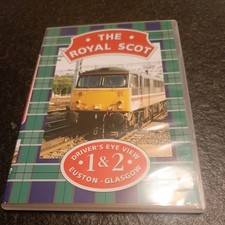 THE
ROYAL SCOT
DRIVER'S EYE VIEW
1 & 2
EUSTON - GLASGOW